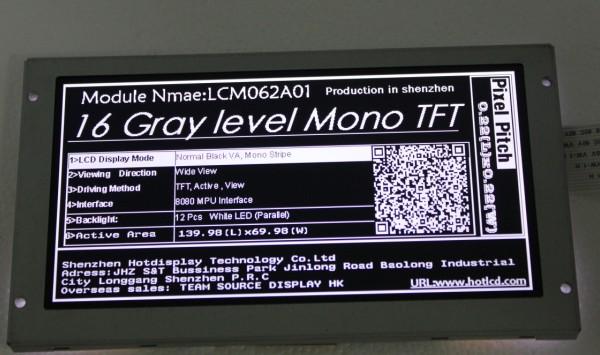 Module Nmae:LCM062A01 Production in shenzhen
16 Gray level Mono TFT
1>LCD Display Mode Normal Black VA, Mono Stripe
2>Viewing Direction Wide View
3>Driving Method TFT, Active , View
4>Interface 8080 MPU Interface
5>Backlight: 12 Pcs White LED (Parallel)
6>Active Area 139.98(L)x69.98(W)
Pixel Pitch
0.22(L)x0.22(W)
Shenzhen Hotdisplay Technology Co.Ltd
Adress:JHZ S&T Bussiness Park Jinlong Road Baolong Industrial
City Longgang Shenzhen P.R.C
Overseas sales: TEAM SOURCE DISPLAY HK
URL:www.hotlcd.com